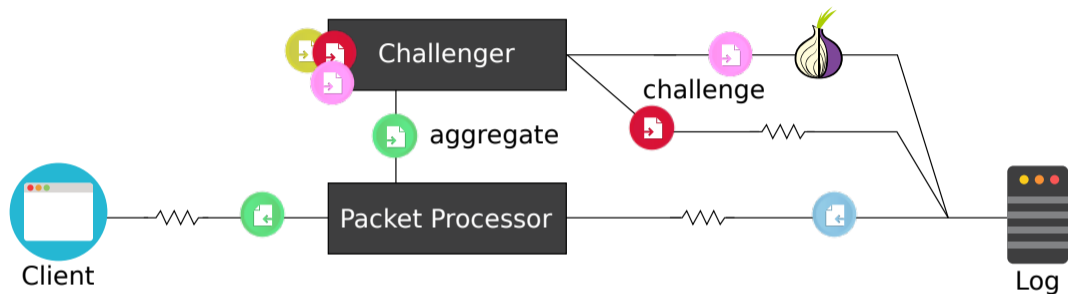 Challenger
challenge
aggregate
Packet Processor
Client
Log